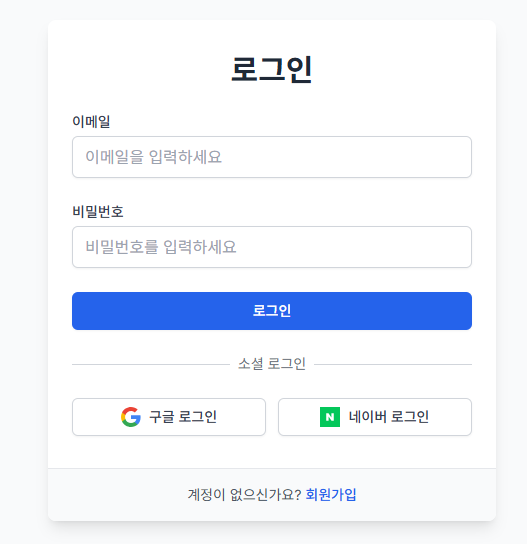 로그인
이메일
이메일을 입력하세요
비밀번호
비밀번호를 입력하세요
로그인
소셜 로그인
G 구글 로그인
N 네이버 로그인
계정이 없으신가요? 회원가입